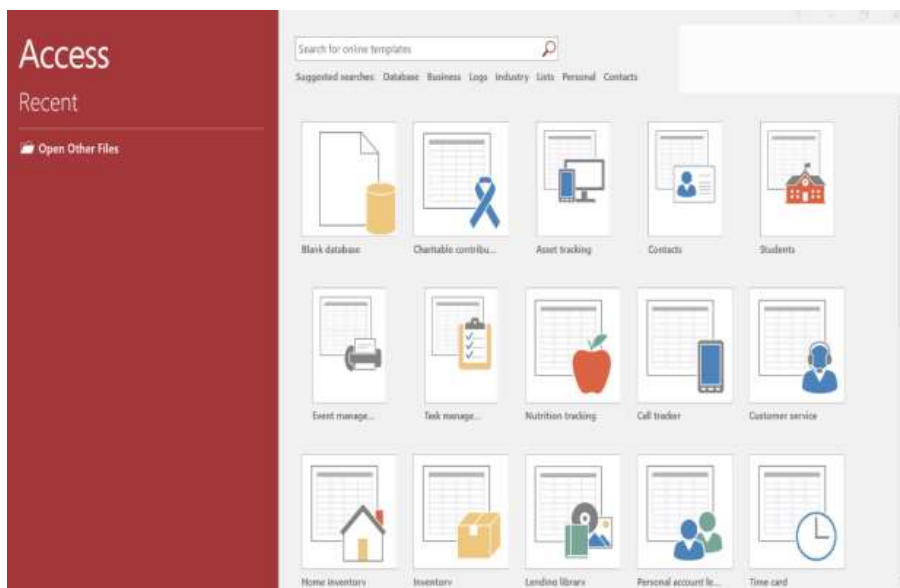 Access
Recent
Open Other Files
Search for online templates
Suggested searches: Database Business Logs Industry Lists Personal Contacts
Blank database Charitable contribu... Asset tracking Contacts Students
Event manage... Task manage... Nutrition tracking Call tracker Customer service
Home inventory Inventory Lending library Personal account le... Time card